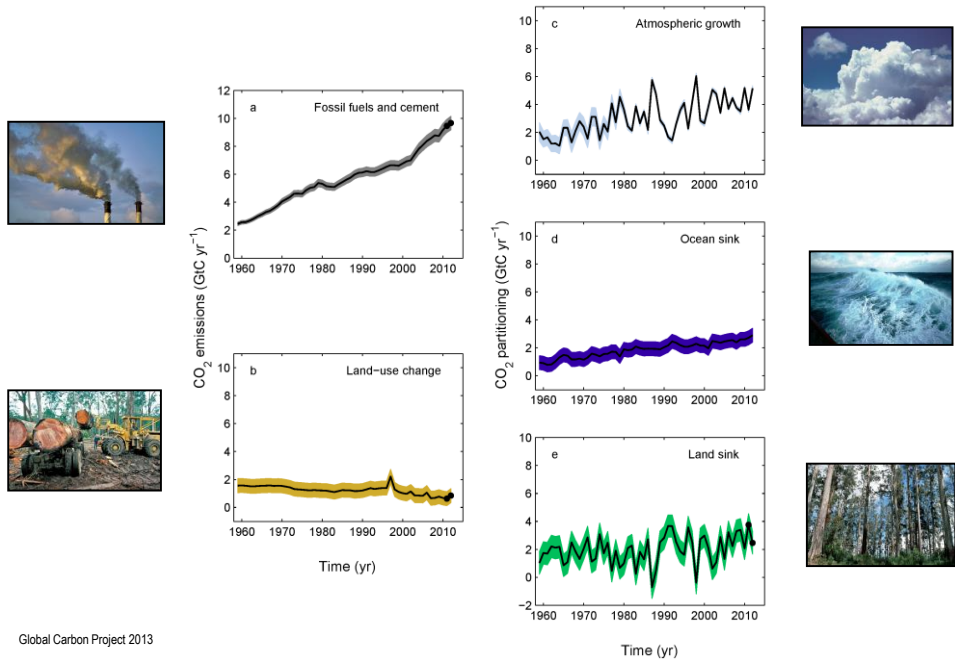 a
Fossil fuels and cement
12
10
8
6
4
2
0
1960 1970 1980 1990 2000 2010
CO₂ emissions (GtC yr⁻¹)
b
Land-use change
10
8
6
4
2
0
1960 1970 1980 1990 2000 2010
Time (yr)
Global Carbon Project 2013
c
Atmospheric growth
10
8
6
4
2
0
1960 1970 1980 1990 2000 2010
d
Ocean sink
10
8
6
4
2
0
1960 1970 1980 1990 2000 2010
CO₂ partitioning (GtC yr⁻¹)
e
Land sink
10
8
6
4
2
0
−2
1960 1970 1980 1990 2000 2010
Time (yr)